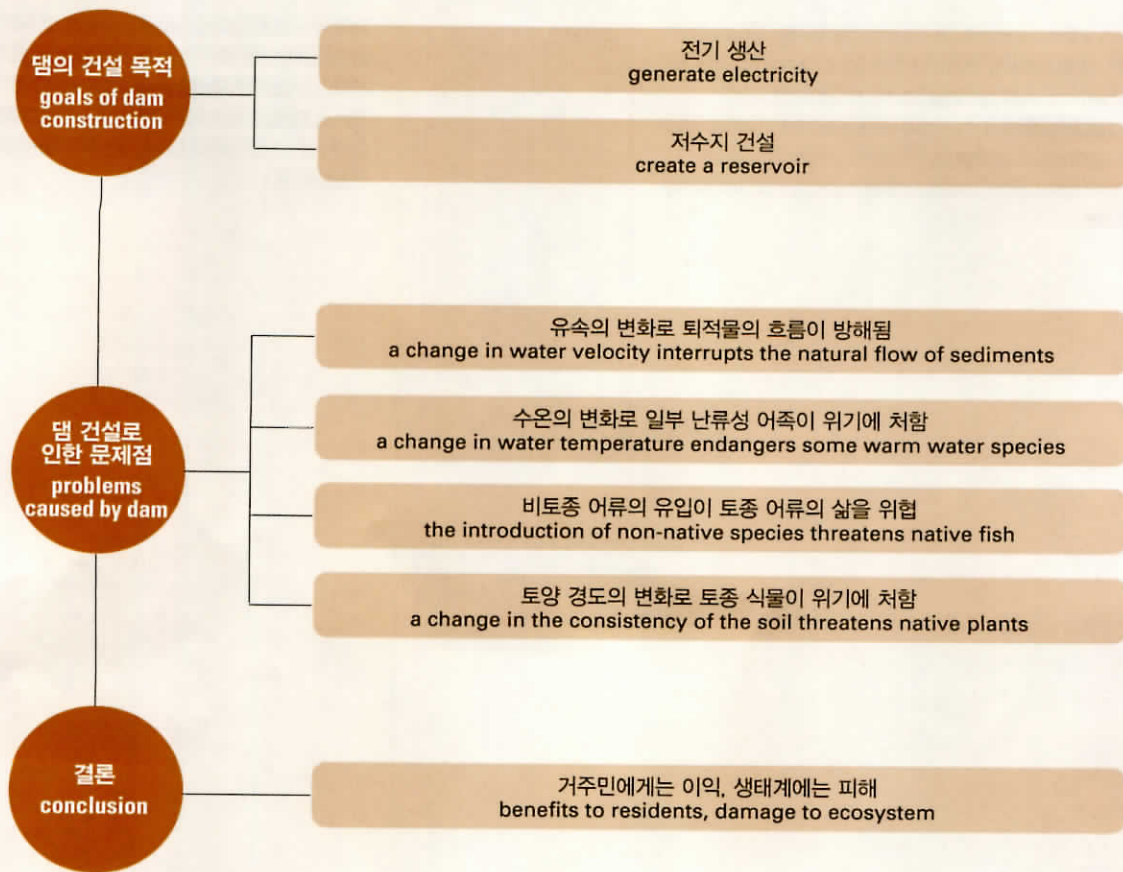 댐의 건설 목적
goals of dam
construction
전기 생산
generate electricity
저수지 건설
create a reservoir
댐 건설로
인한 문제점
problems
caused by dam
유속의 변화로 퇴적물의 흐름이 방해됨
a change in water velocity interrupts the natural flow of sediments
수온의 변화로 일부 난류성 어족이 위기에 처함
a change in water temperature endangers some warm water species
비토종 어류의 유입이 토종 어류의 삶을 위협
the introduction of non-native species threatens native fish
토양 경도의 변화로 토종 식물이 위기에 처함
a change in the consistency of the soil threatens native plants
결론
conclusion
거주민에게는 이익, 생태계에는 피해
benefits to residents, damage to ecosystem